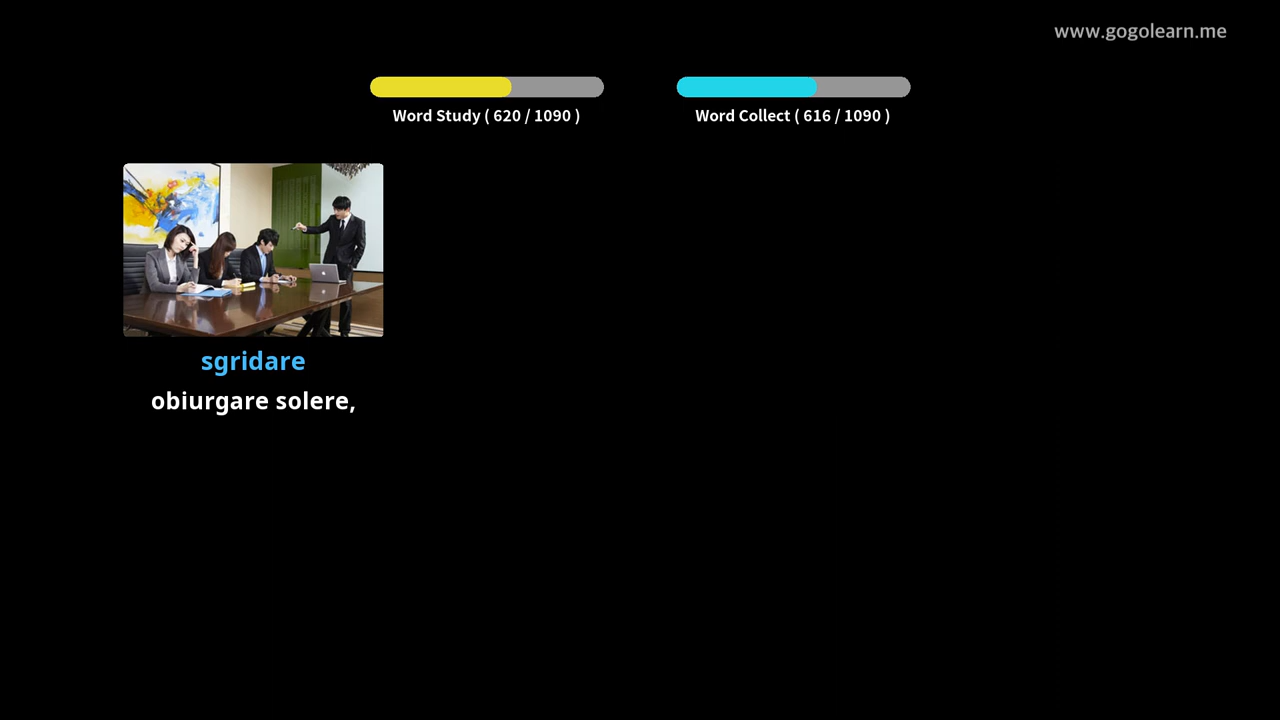 www.gogolearn.me
Word Study ( 620 / 1090 )
Word Collect ( 616 / 1090 )
sgridare
obiurgare solere,